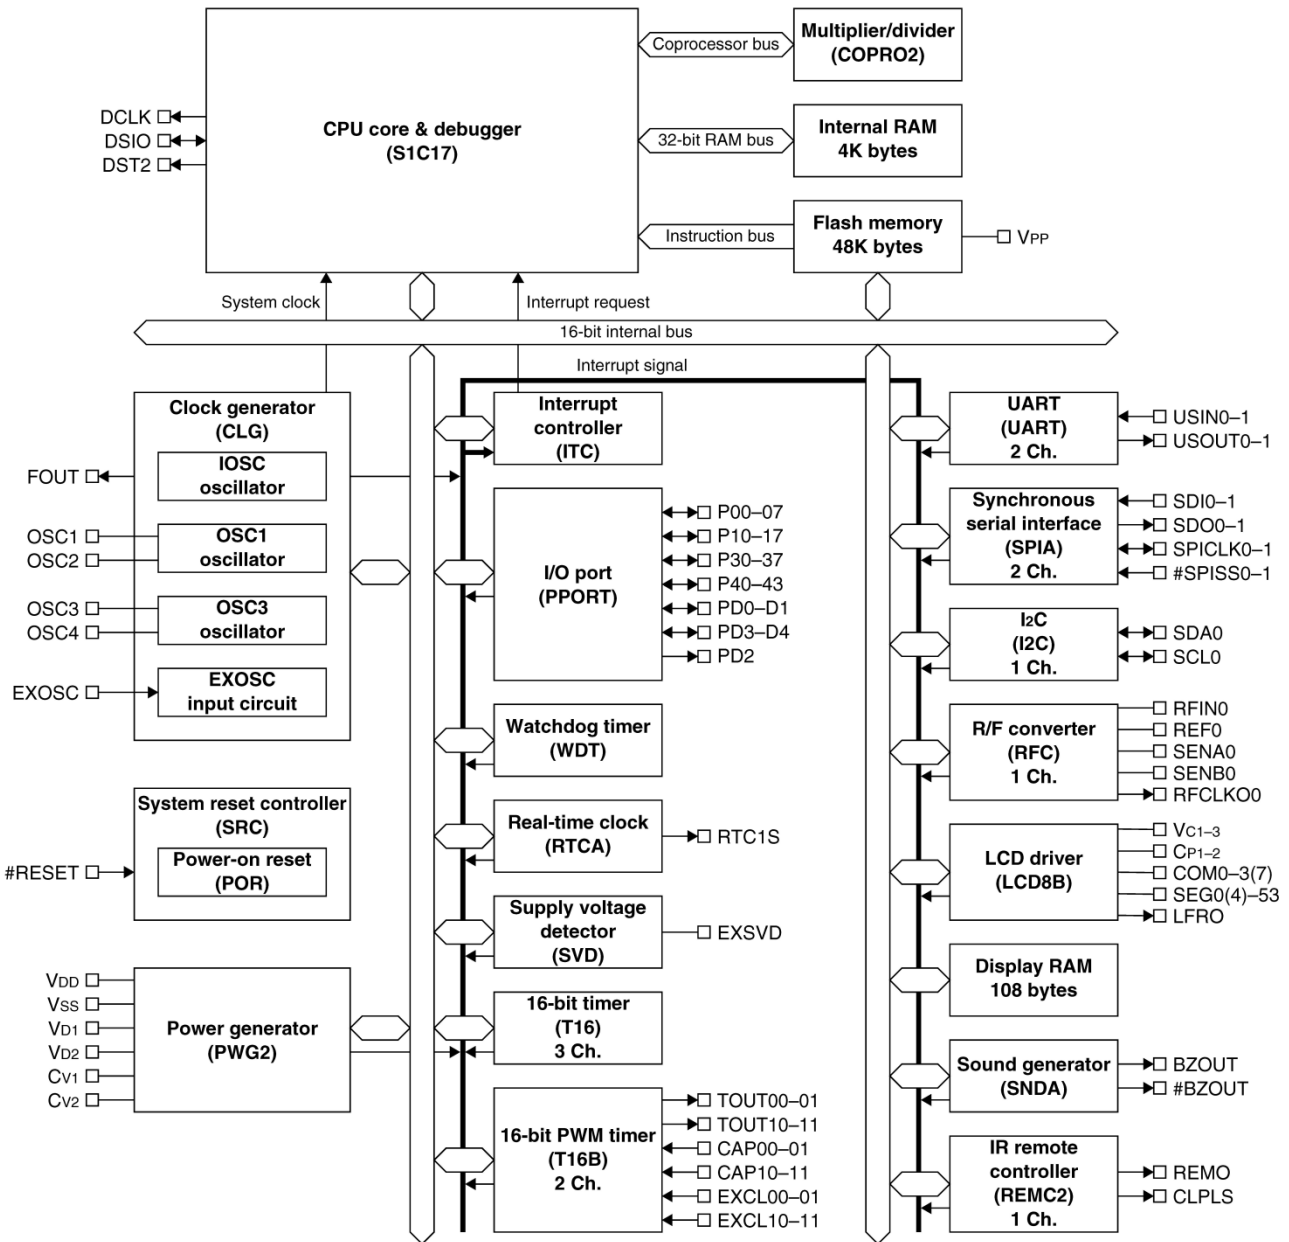 Coprocessor bus
Multiplier/divider
(COPRO2)
DCLK
DSIO
DST2
CPU core & debugger
(S1C17)
32-bit RAM bus
Internal RAM
4K bytes
Instruction bus
Flash memory
48K bytes
VPP
System clock
Interrupt request
16-bit internal bus
Interrupt signal
Clock generator
(CLG)
IOSC
oscillator
OSC1
oscillator
OSC3
oscillator
EXOSC
input circuit
FOUT
OSC1
OSC2
OSC3
OSC4
EXOSC
System reset controller
(SRC)
Power-on reset
(POR)
#RESET
VDD
VSS
VD1
VD2
CV1
CV2
Power generator
(PWG2)
Interrupt
controller
(ITC)
I/O port
(PPORT)
P00–07
P10–17
P30–37
P40–43
PD0–D1
PD3–D4
PD2
Watchdog timer
(WDT)
Real-time clock
(RTCA)
RTC1S
Supply voltage
detector
(SVD)
EXSVD
16-bit timer
(T16)
3 Ch.
16-bit PWM timer
(T16B)
2 Ch.
TOUT00–01
TOUT10–11
CAP00–01
CAP10–11
EXCL00–01
EXCL10–11
UART
(UART)
2 Ch.
USIN0–1
USOUT0–1
Synchronous
serial interface
(SPIA)
2 Ch.
SDI0–1
SDO0–1
SPICLK0–1
#SPISS0–1
I2C
(I2C)
1 Ch.
SDA0
SCL0
R/F converter
(RFC)
1 Ch.
RFIN0
REF0
SENA0
SENB0
RFCLKO0
LCD driver
(LCD8B)
VC1–3
CP1–2
COM0–3(7)
SEG0(4)–53
LFRO
Display RAM
108 bytes
Sound generator
(SNDA)
BZOUT
#BZOUT
IR remote
controller
(REMC2)
1 Ch.
REMO
CLPLS